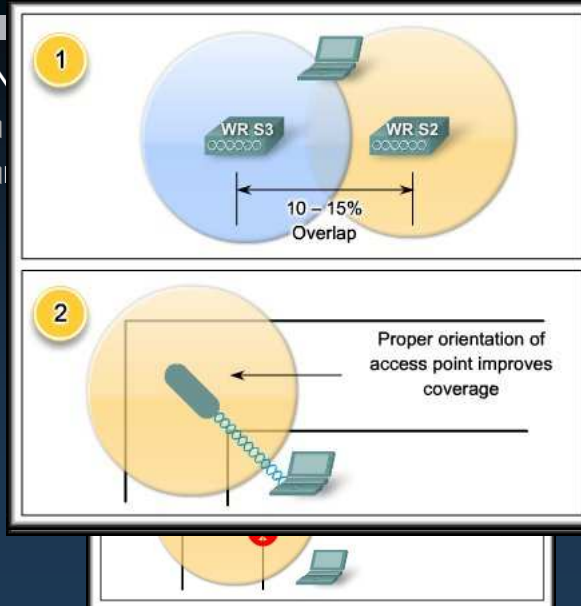 1
WR S3
WR S2
10 – 15%
Overlap
2
Proper orientation of
access point improves
coverage